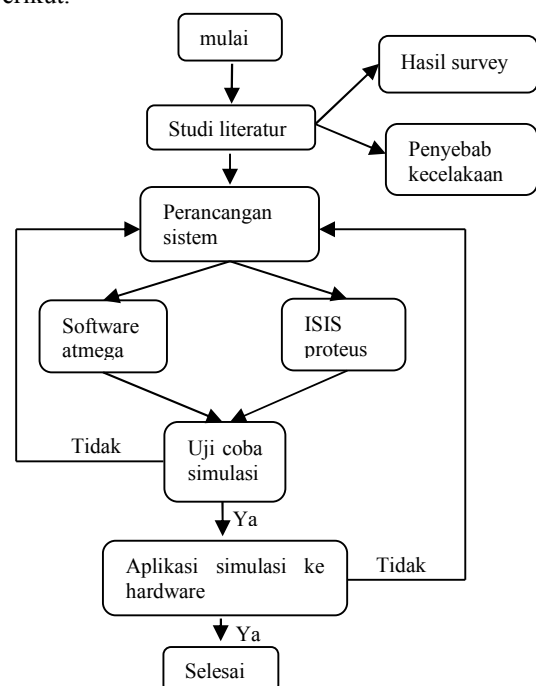 erikut:
mulai
Hasil survey
Studi literatur
Penyebab
kecelakaan
Perancangan
sistem
Software
atmega
ISIS
proteus
Tidak
Uji coba
simulasi
Ya
Aplikasi simulasi ke
hardware
Tidak
Ya
Selesai